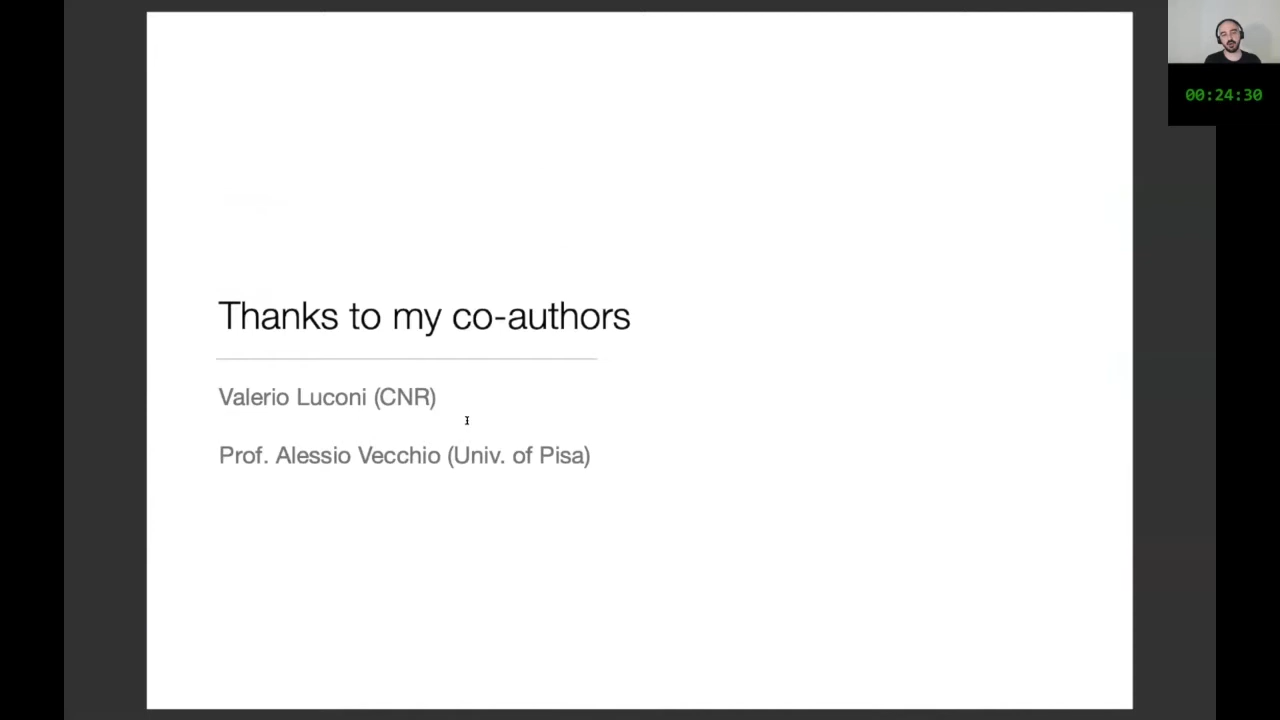 00:24:30
Thanks to my co-authors
Valerio Luconi (CNR)
Prof. Alessio Vecchio (Univ. of Pisa)